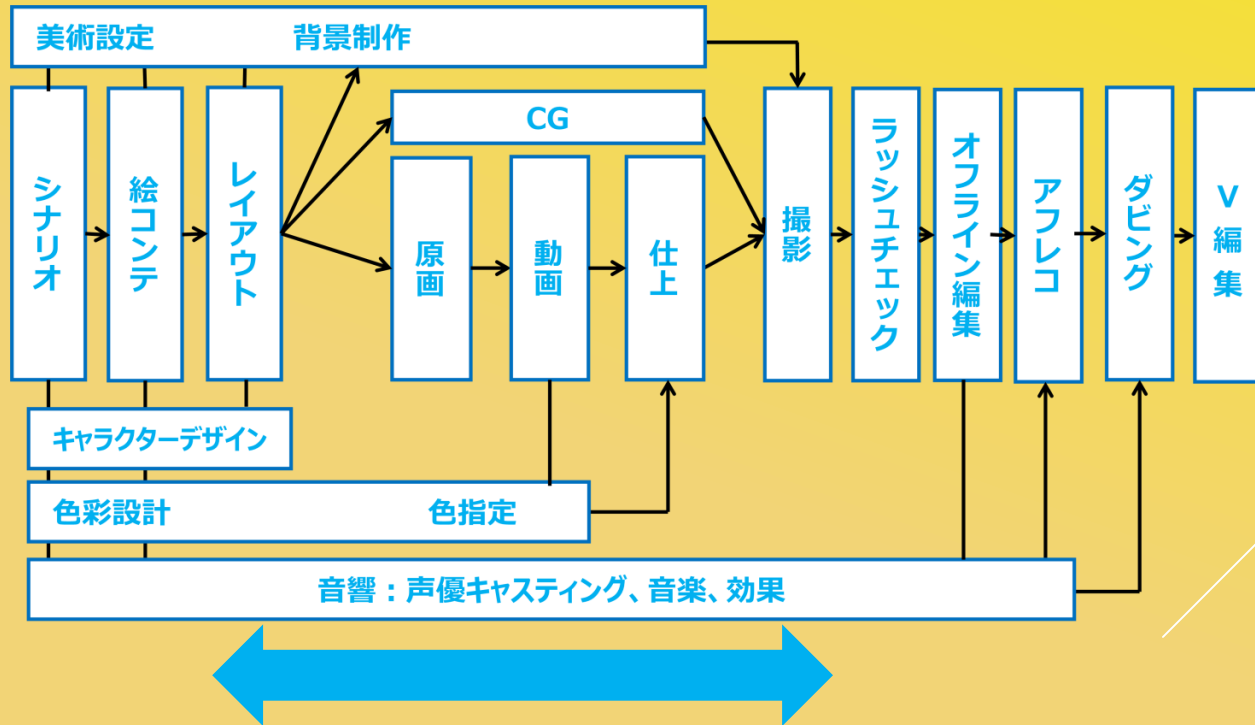 美術設定 背景制作
シナリオ
絵コンテ
レイアウト
CG
原画
動画
仕上
撮影
ラッシュチェック
オフライン編集
アフレコ
ダビング
V編集
キャラクターデザイン
色彩設計 色指定
音響：声優キャスティング、音楽、効果